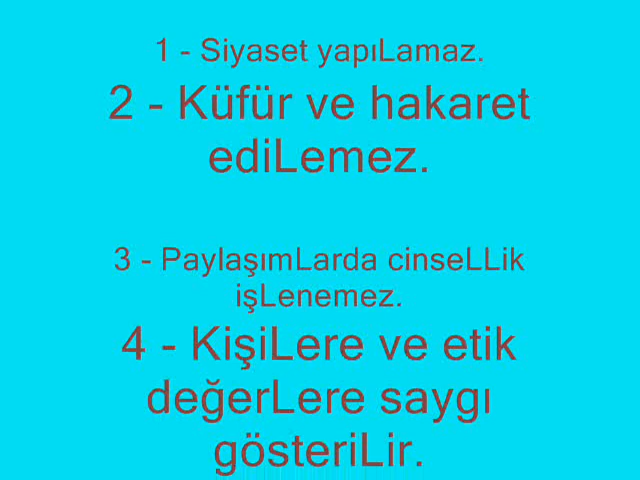 1 - Siyaset yapıLamaz.
2 - Küfür ve hakaret
ediLemez.
3 - PaylaşımLarda cinseLLik
işLenemez.
4 - KişiLere ve etik
değerLere saygı
gösteriLir.